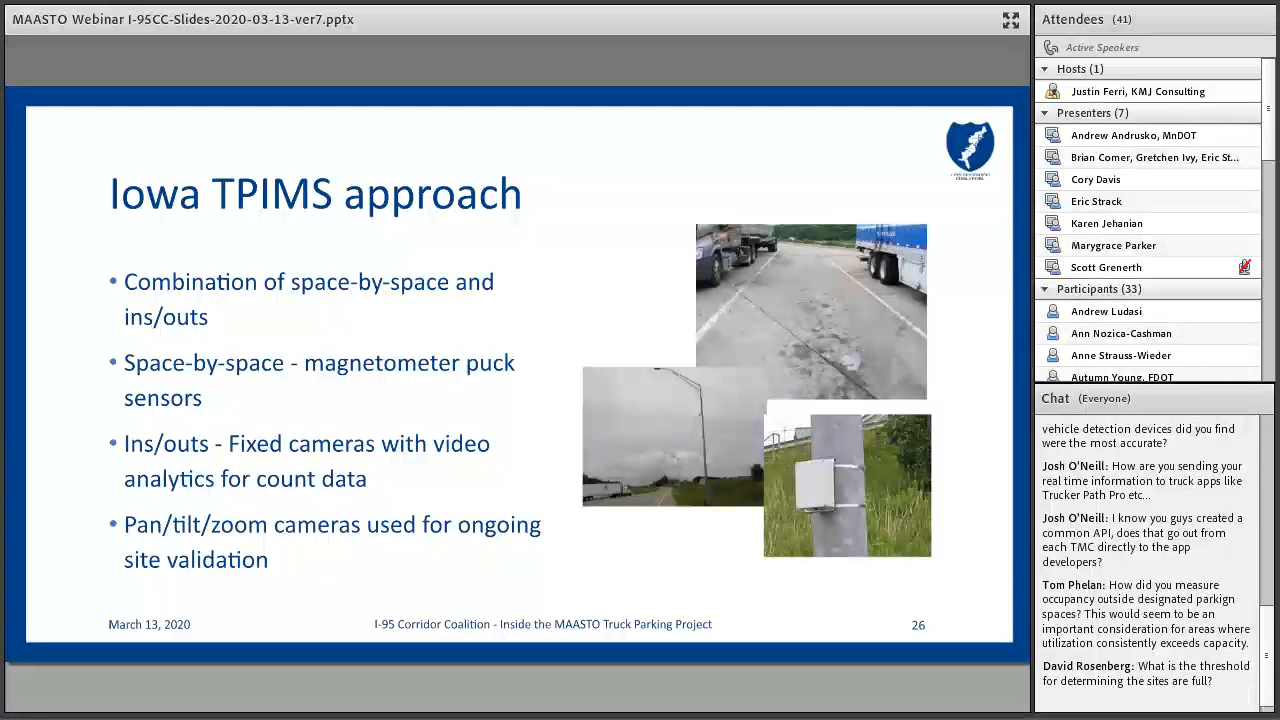 MAASTO Webinar I-95CC-Slides-2020-03-13-ver7.pptx
Iowa TPIMS approach
• Combination of space-by-space and
ins/outs
• Space-by-space - magnetometer puck
sensors
• Ins/outs - Fixed cameras with video
analytics for count data
• Pan/tilt/zoom cameras used for ongoing
site validation
March 13, 2020
I-95 Corridor Coalition - Inside the MAASTO Truck Parking Project
26
Attendees (41)
Active Speakers
Hosts (1)
Justin Ferri, KMJ Consulting
Presenters (7)
Andrew Andrusko, MnDOT
Brian Comer, Gretchen Ivy, Eric St...
Cory Davis
Eric Strack
Karen Jehanian
Marygrace Parker
Scott Grenerth
Participants (33)
Andrew Ludasi
Ann Nozica-Cashman
Anne Strauss-Wieder
Autumn Young, FDOT
Chat (Everyone)
vehicle detection devices did you find
were the most accurate?
Josh O'Neill: How are you sending your
real time information to truck apps like
Trucker Path Pro etc...
Josh O'Neill: I know you guys created a
common API, does that go out from
each TMC directly to the app
developers?
Tom Phelan: How did you measure
occupancy outside designated parkign
spaces? This would seem to be an
important consideration for areas where
utilization consistently exceeds capacity.
David Rosenberg: What is the threshold
for determining the sites are full?